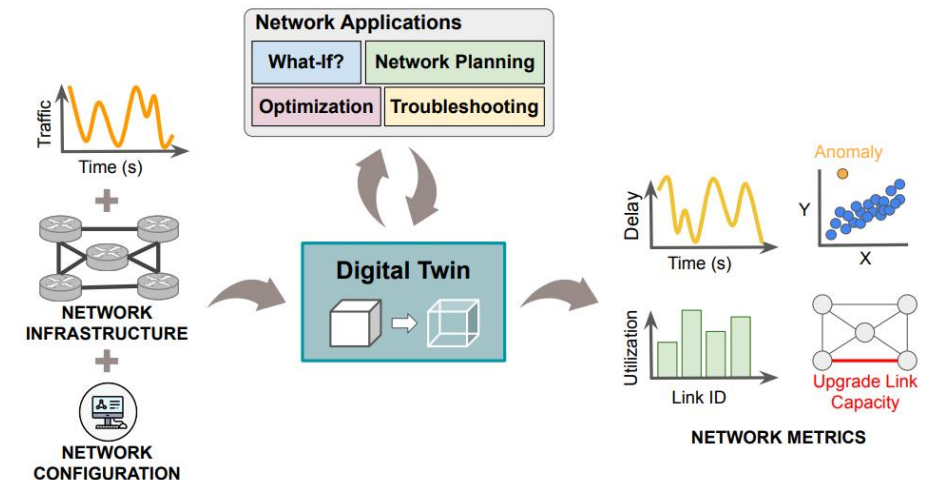 Network Applications
What-If?
Network Planning
Optimization
Troubleshooting
Traffic
Time (s)
NETWORK
INFRASTRUCTURE
NETWORK
CONFIGURATION
Digital Twin
Delay
Time (s)
Anomaly
Y
X
Utilization
Link ID
Upgrade Link
Capacity
NETWORK METRICS